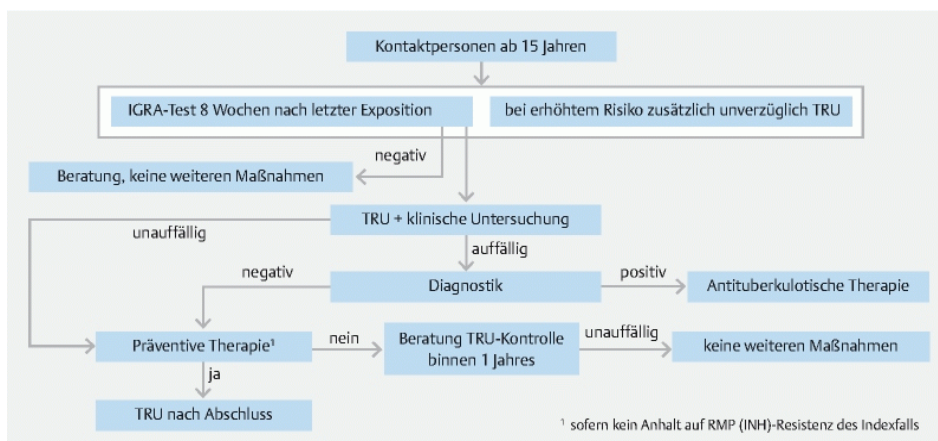 Kontaktpersonen ab 15 Jahren
IGRA-Test 8 Wochen nach letzter Exposition
bei erhöhtem Risiko zusätzlich unverzüglich TRU
negativ
Beratung, keine weiteren Maßnahmen
TRU + klinische Untersuchung
unauffällig
auffällig
negativ
Diagnostik
positiv
Antituberkulotische Therapie
Präventive Therapie¹
nein
Beratung TRU-Kontrolle
binnen 1 Jahres
unauffällig
keine weiteren Maßnahmen
ja
TRU nach Abschluss
¹ sofern kein Anhalt auf RMP (INH)-Resistenz des Indexfalls